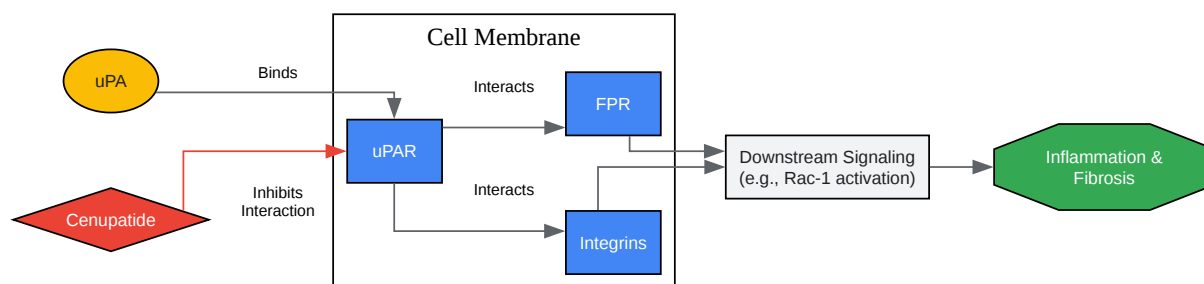 Cell Membrane
uPA
Binds
Interacts
FPR
uPAR
Downstream Signaling
(e.g., Rac-1 activation)
Inflammation &
Fibrosis
Cenupatide
Inhibits
Interaction
Interacts
Integrins